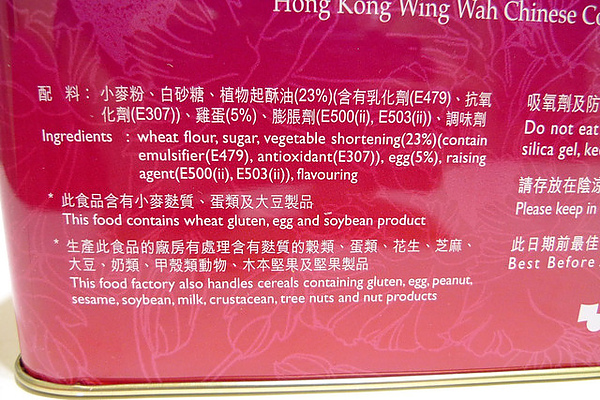 Hong Kong Wing Wah Chinese
配 料： 小麥粉、白砂糖、植物起酥油(23%)(含有乳化劑(E479)、抗氧
化劑(E307))、雞蛋(5%)、膨脹劑(E500(ii), E503(ii))、調味劑
Ingredients : wheat flour, sugar, vegetable shortening(23%)(contain
emulsifier(E479), antioxidant(E307)), egg(5%), raising
agent(E500(ii), E503(ii)), flavouring
* 此食品含有小麥麩質、蛋類及大豆製品
This food contains wheat gluten, egg and soybean product
* 生產此食品的廠房有處理含有麩質的穀類、蛋類、花生、芝麻、
大豆、奶類、甲殼類動物、木本堅果及堅果製品
This food factory also handles cereals containing gluten, egg, peanut,
sesame, soybean, milk, crustacean, tree nuts and nut products
吸氧劑及防
Do not eat
silica gel,
請存放在陰涼
Please keep in
此日期前最佳
Best Before